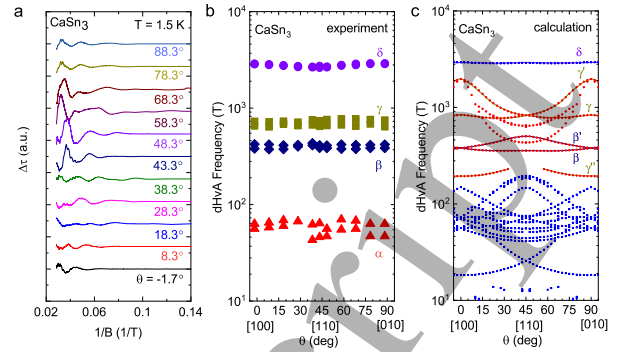 a
CaSn3
T = 1.5 K
88.3°
78.3°
68.3°
58.3°
48.3°
43.3°
38.3°
28.3°
18.3°
8.3°
θ = -1.7°
Δτ (a.u.)
0.02 0.06 0.10 0.14
1/B (1/T)
b
CaSn3
experiment
δ
γ
β
α
dHvA Frequency (T)
10^4
10^3
10^2
10^1
0 15 30 45 60 75 90
[100] [110] [010]
θ (deg)
c
CaSn3
calculation
δ
γ'
γ
β'
β
γ''
dHvA Frequency (T)
10^4
10^3
10^2
10^1
0 15 30 45 60 75 90
[100] [110] [010]
θ (deg)